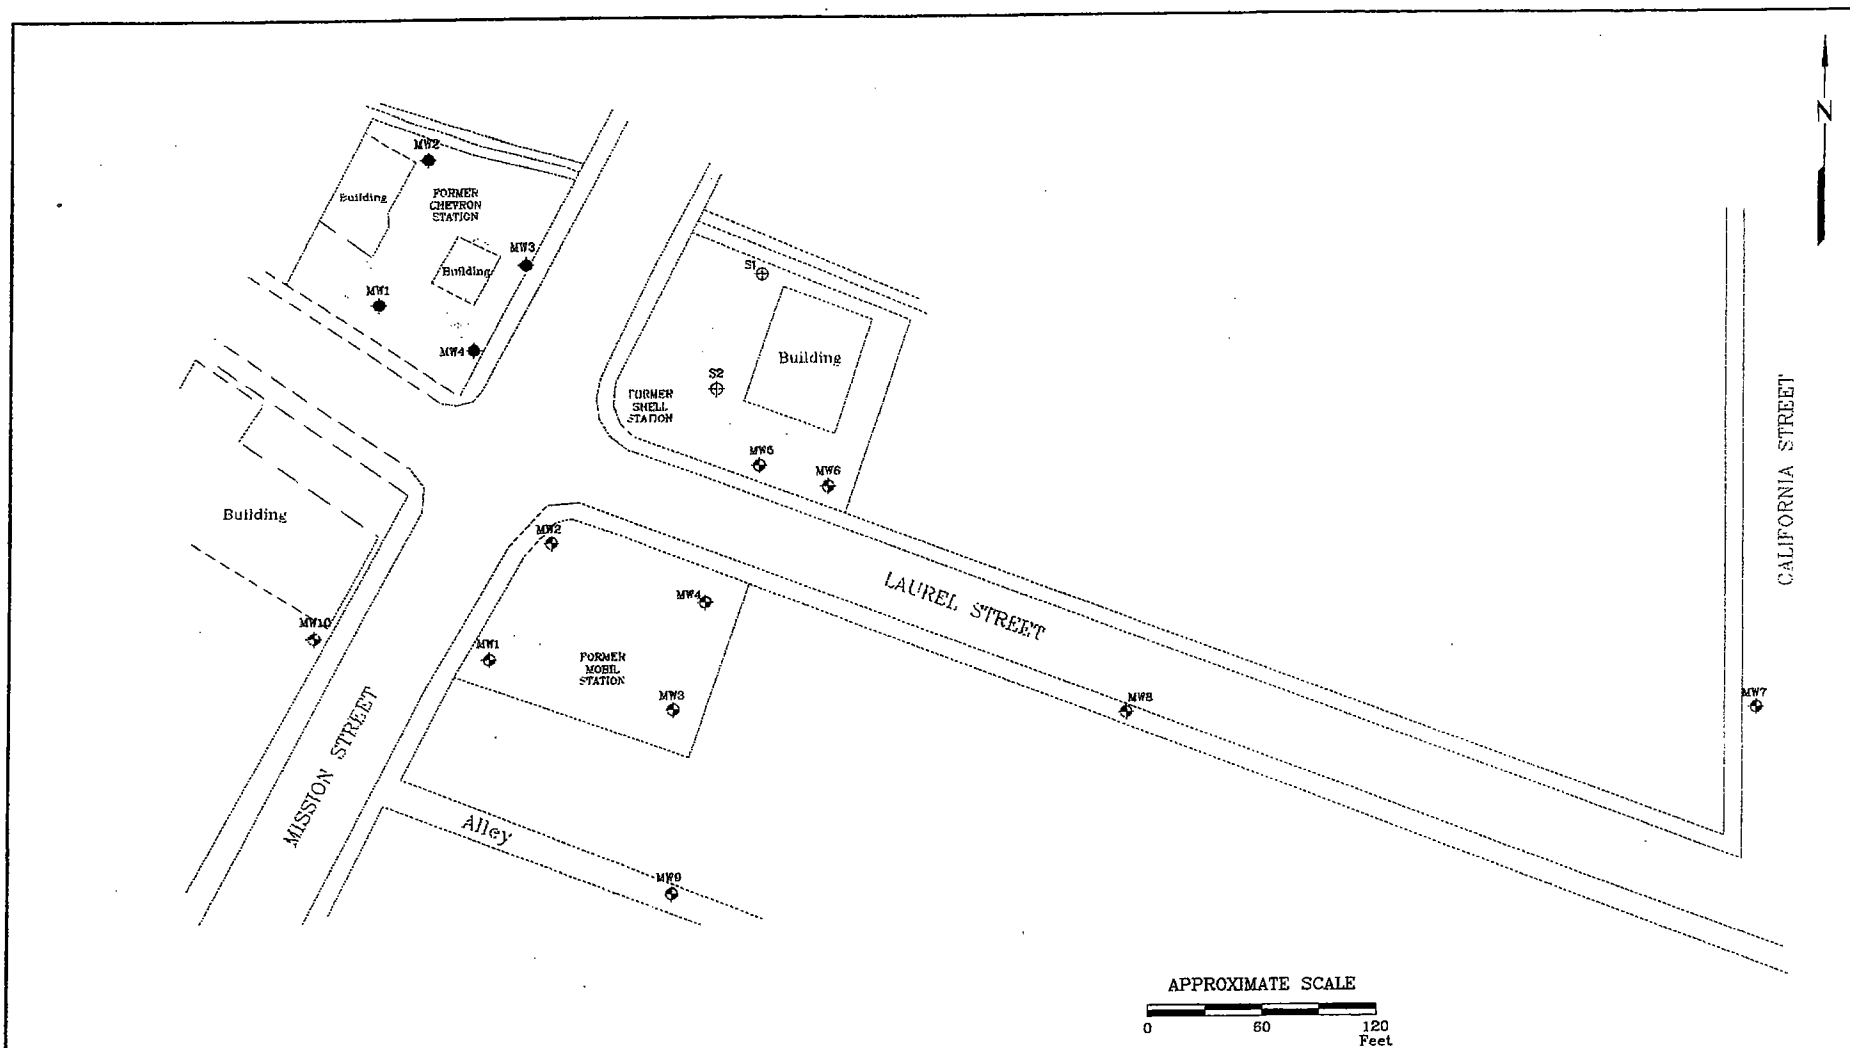 N
MW2
Building
FORMER
CHEVRON
STATION
MW3
Building
MW1
MW4
S1
Building
S2
FORMER
SHELL
STATION
MW5
MW6
CALIFORNIA STREET
Building
MW2
LAUREL STREET
MW4
MW10
MW1
FORMER
MOBIL
STATION
MW3
MW8
MW7
MISSION STREET
Alley
MW9
APPROXIMATE SCALE
0 60 120
Feet